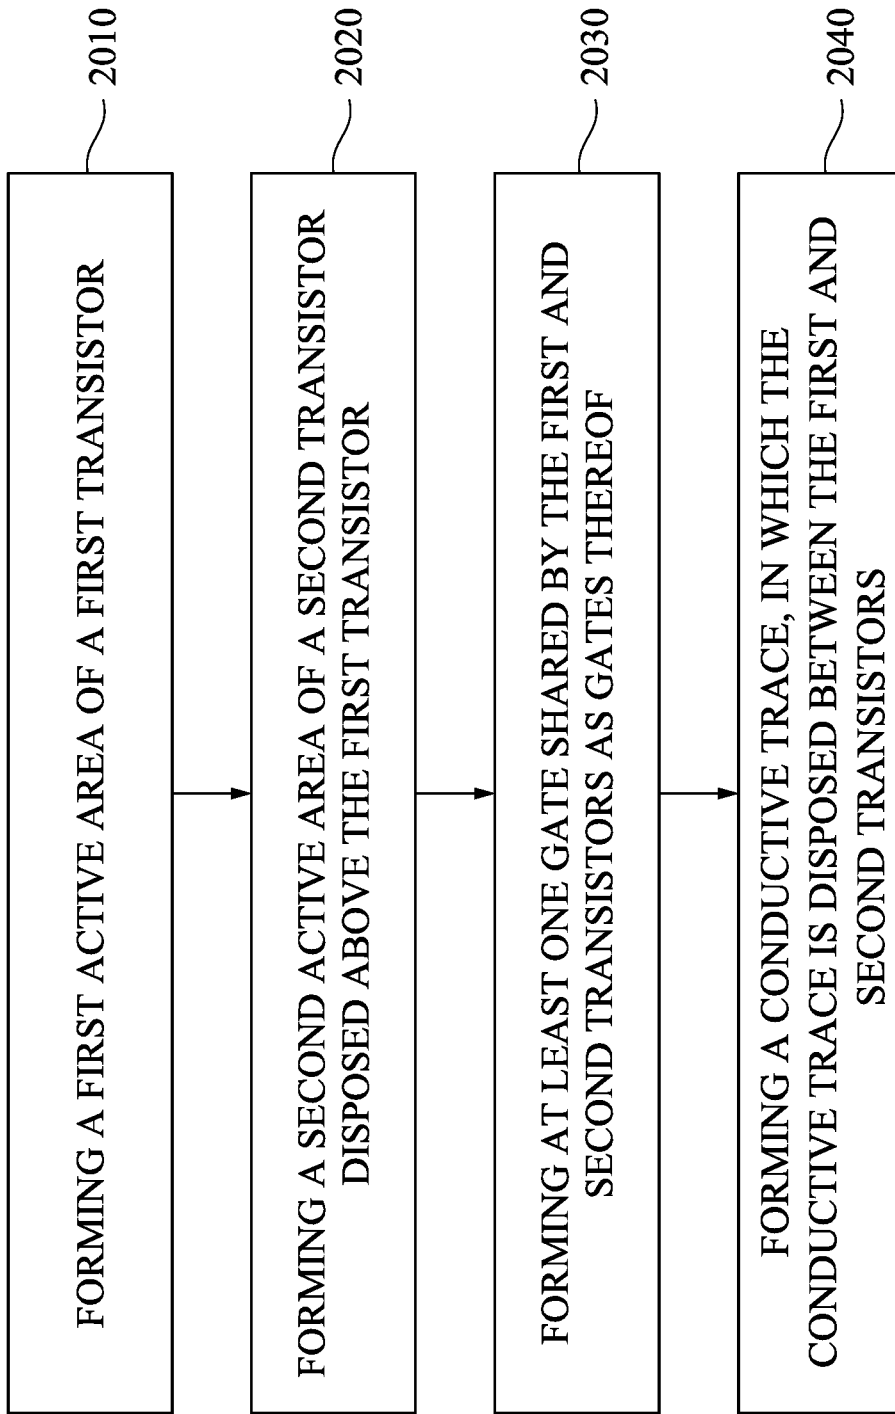 FORMING A FIRST ACTIVE AREA OF A FIRST TRANSISTOR
2010
FORMING A SECOND ACTIVE AREA OF A SECOND TRANSISTOR
DISPOSED ABOVE THE FIRST TRANSISTOR
2020
FORMING AT LEAST ONE GATE SHARED BY THE FIRST AND
SECOND TRANSISTORS AS GATES THEREOF
2030
FORMING A CONDUCTIVE TRACE, IN WHICH THE
CONDUCTIVE TRACE IS DISPOSED BETWEEN THE FIRST AND
SECOND TRANSISTORS
2040